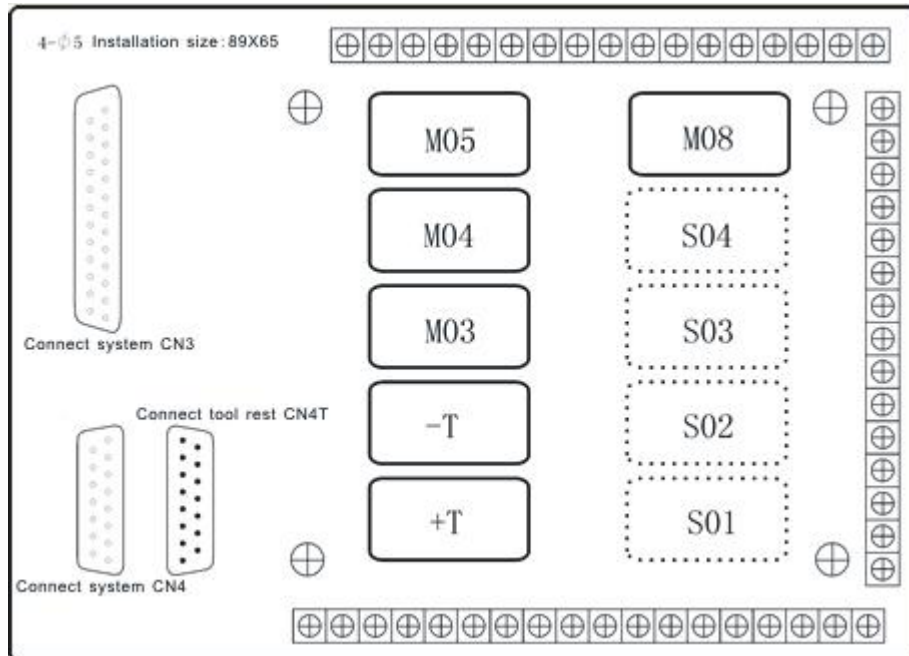 4-Φ5 Installation size:89X65
M05
M08
M04
S04
M03
S03
Connect system CN3
Connect tool rest CN4T
-T
S02
+T
S01
Connect system CN4